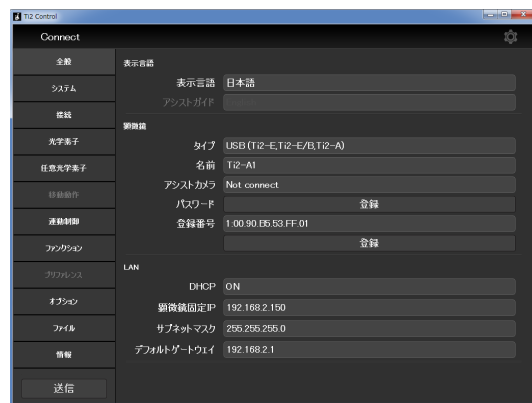 Ti2 Control
Connect
全般
システム
接続
光学素子
任意光学素子
移動動作
連動制御
ファンクション
プリファレンス
オプション
ファイル
情報
送信
表示言語
表示言語 日本語
アシストガイド
顕微鏡
タイプ USB (Ti2-E,Ti2-E/B,Ti2-A)
名前 Ti2-A1
アシストカメラ Not connect
パスワード 登録
登録番号 1.00.90.B5.53.FF.01
登録
LAN
DHCP ON
顕微鏡固定IP 192.168.2.150
サブネットマスク 255.255.255.0
デフォルトゲートウェイ 192.168.2.1